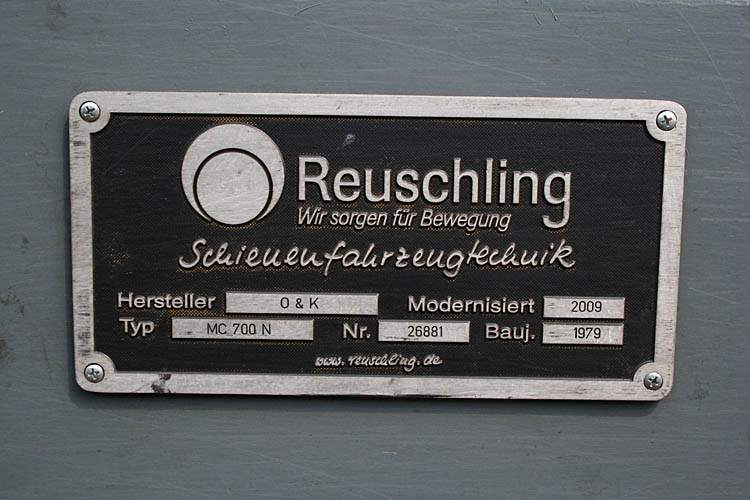 Reuschling
Wir sorgen für Bewegung
Schienenfahrzeugtechnik
Hersteller O & K Modernisiert 2009
Typ MC 700 N Nr. 26881 Bauj. 1979
www.reuschling.de